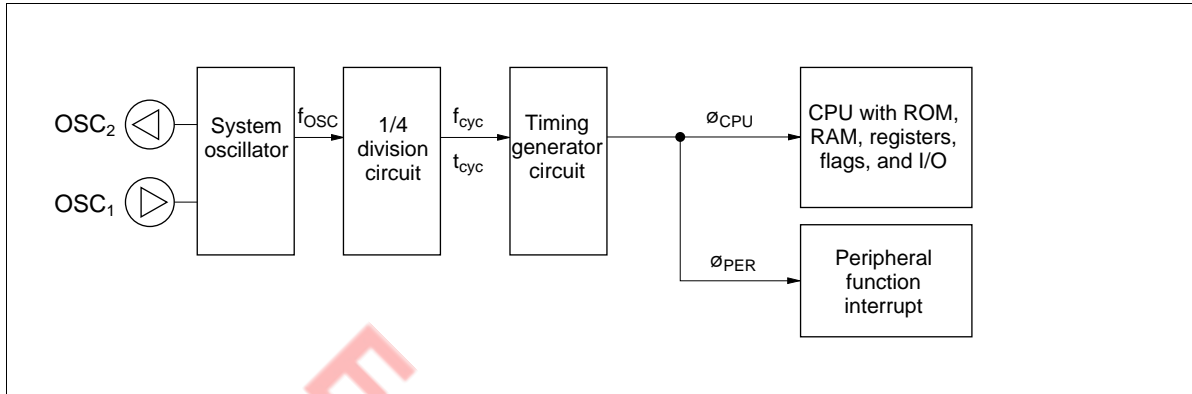 OSC₂
OSC₁
System
oscillator
fOSC
1/4
division
circuit
fcyc
tcyc
Timing
generator
circuit
øCPU
øPER
CPU with ROM,
RAM, registers,
flags, and I/O
Peripheral
function
interrupt